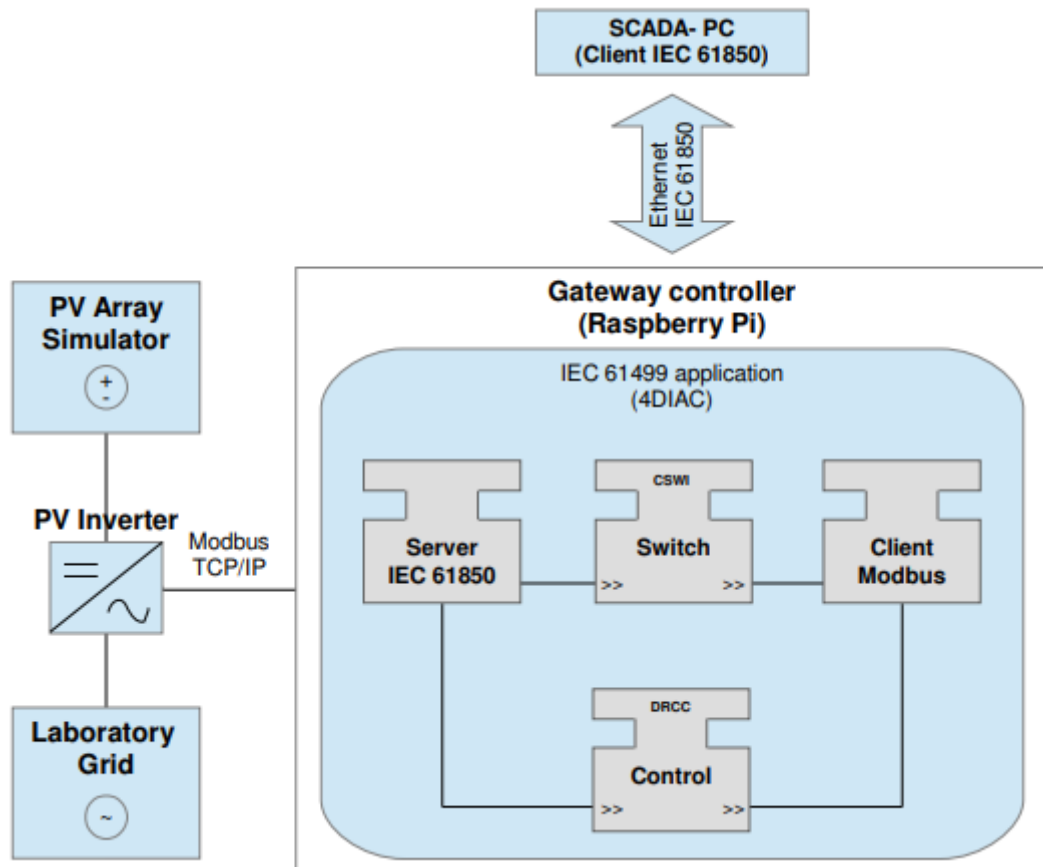 SCADA- PC
(Client IEC 61850)
Ethernet
IEC 61850
Gateway controller
(Raspberry Pi)
IEC 61499 application
(4DIAC)
PV Array
Simulator
+
-
PV Inverter
Modbus
TCP/IP
Laboratory
Grid
~
Server
IEC 61850
CSWI
Switch
>> >>
Client
Modbus
DRCC
Control
>> >>